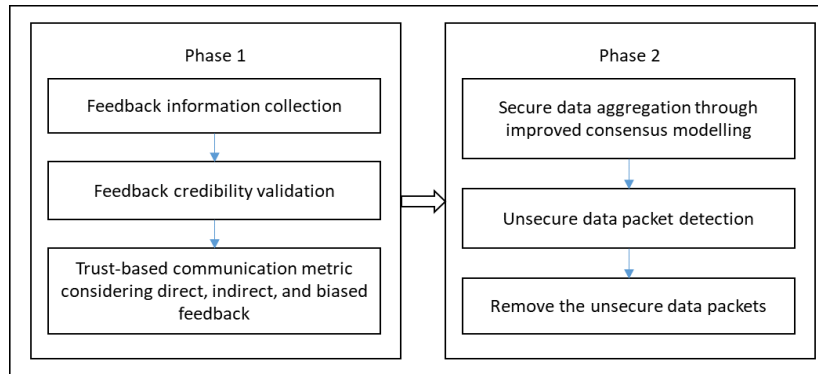 Phase 1
Feedback information collection
Feedback credibility validation
Trust-based communication metric
considering direct, indirect, and biased
feedback
Phase 2
Secure data aggregation through
improved consensus modelling
Unsecure data packet detection
Remove the unsecure data packets